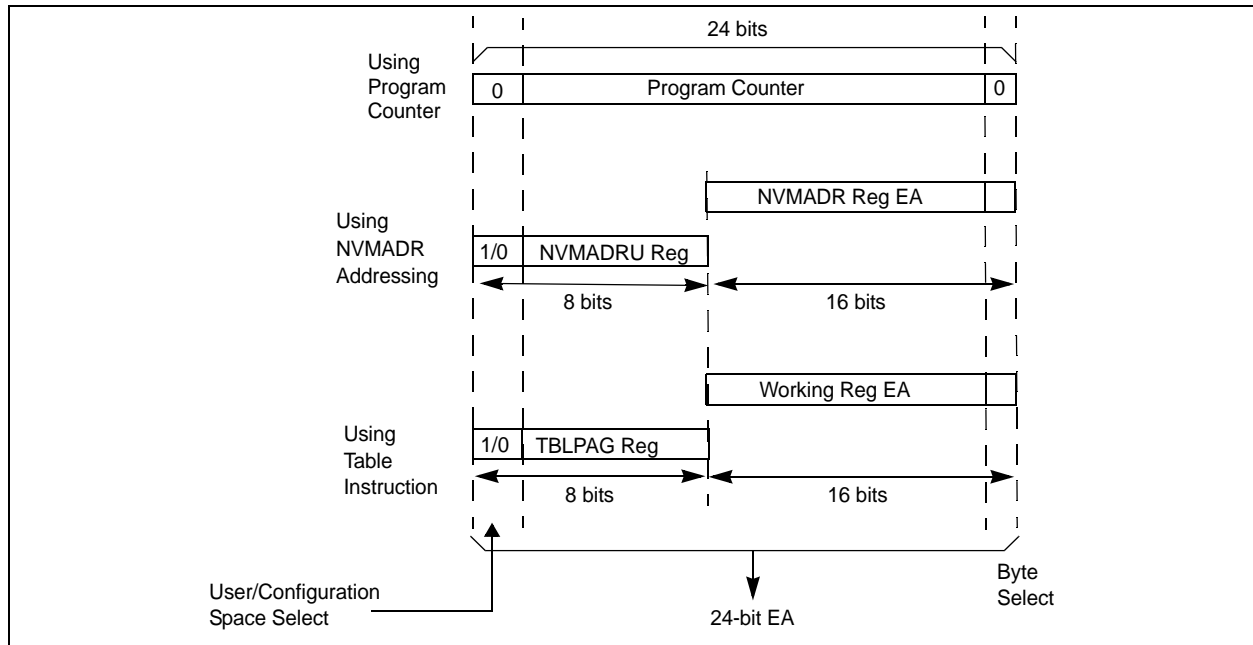 24 bits
Using
Program
Counter
0
Program Counter
0
NVMADR Reg EA
Using
NVMADR
Addressing
1/0
NVMADRU Reg
8 bits
16 bits
Working Reg EA
Using
Table
Instruction
1/0
TBLPAG Reg
8 bits
16 bits
User/Configuration
Space Select
24-bit EA
Byte
Select